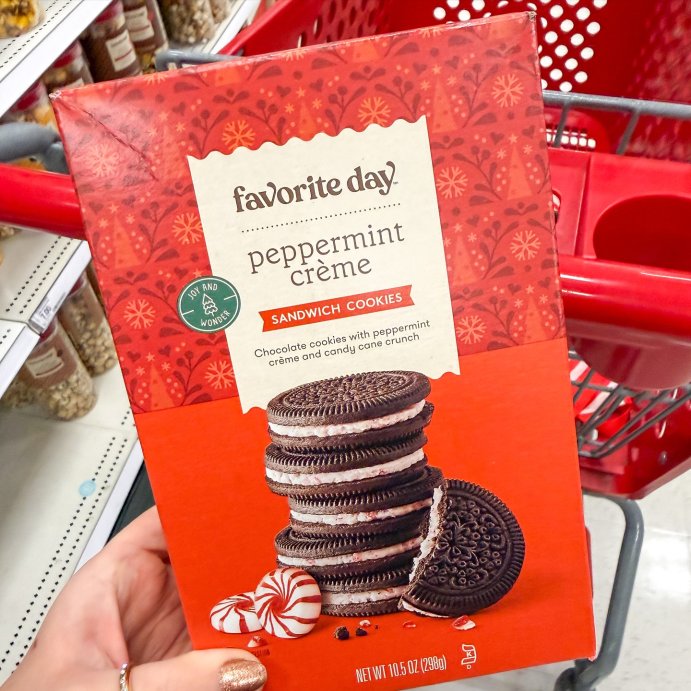 favorite day™
peppermint
crème
SANDWICH COOKIES
Chocolate cookies with peppermint
crème and candy cane crunch
JOY AND
WONDER
NET WT 10.5 OZ (298g)